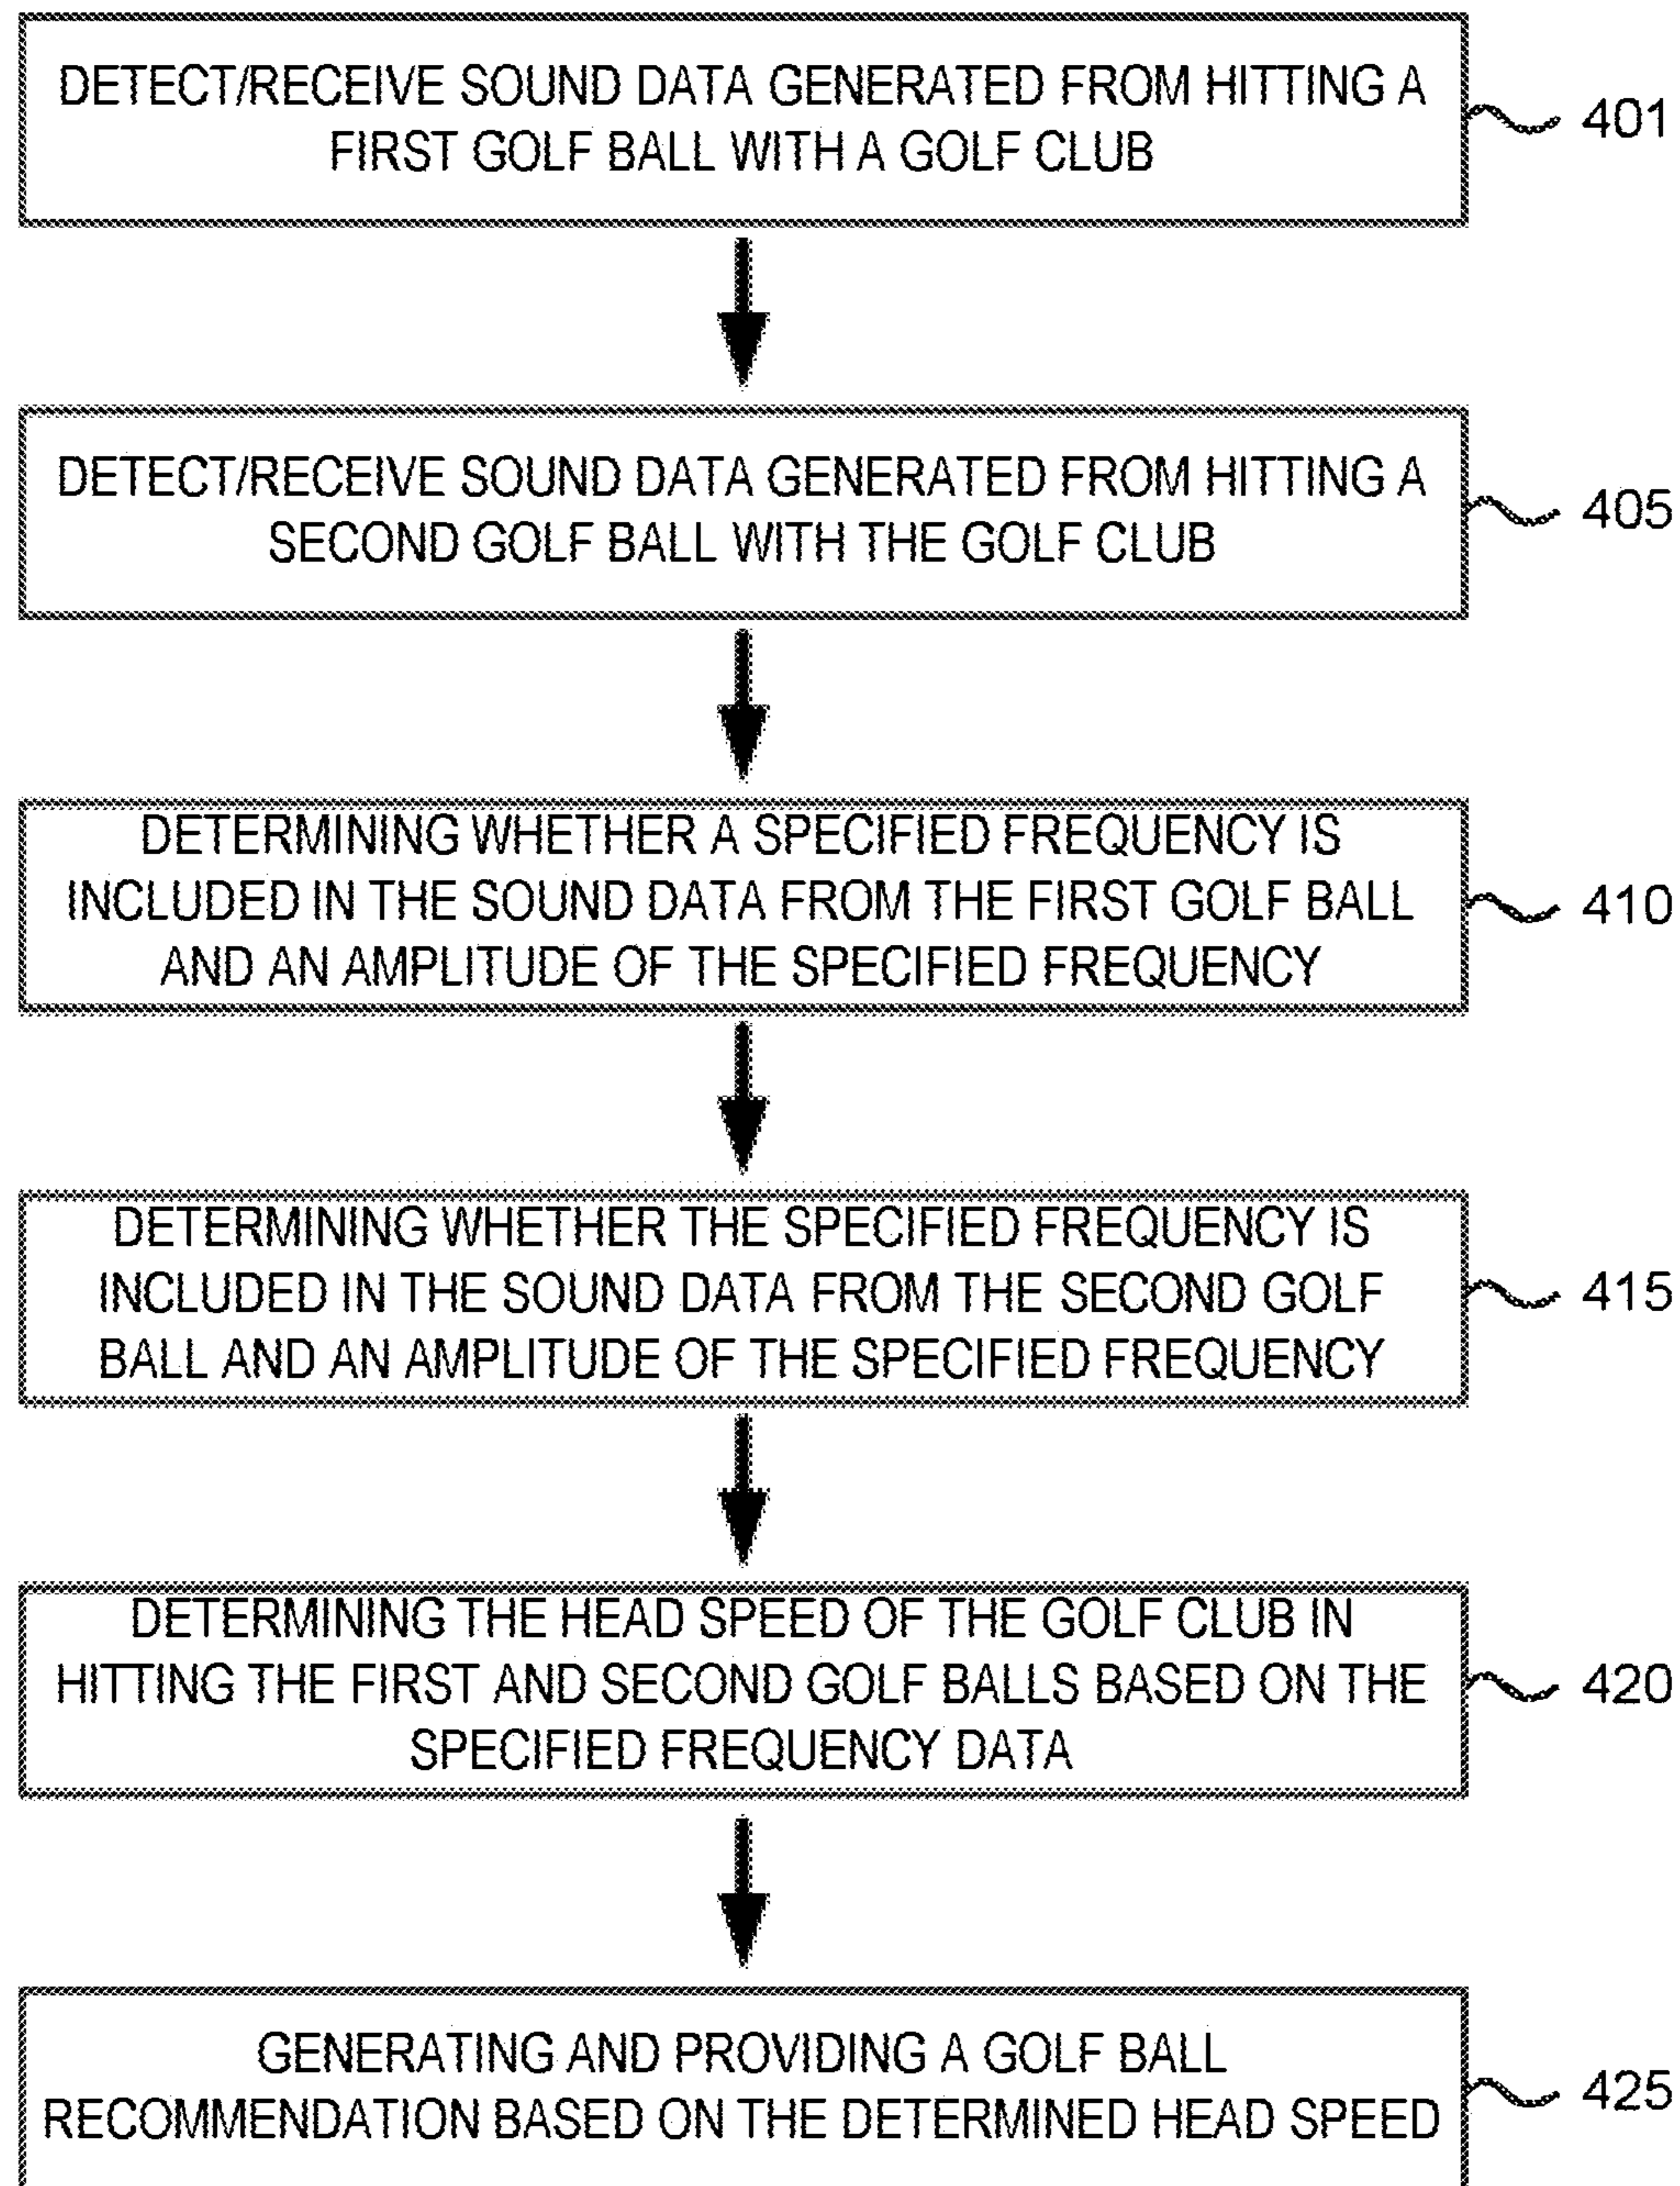 DETECT/RECEIVE SOUND DATA GENERATED FROM HITTING A
FIRST GOLF BALL WITH A GOLF CLUB
401
DETECT/RECEIVE SOUND DATA GENERATED FROM HITTING A
SECOND GOLF BALL WITH THE GOLF CLUB
405
DETERMINING WHETHER A SPECIFIED FREQUENCY IS
INCLUDED IN THE SOUND DATA FROM THE FIRST GOLF BALL
AND AN AMPLITUDE OF THE SPECIFIED FREQUENCY
410
DETERMINING WHETHER THE SPECIFIED FREQUENCY IS
INCLUDED IN THE SOUND DATA FROM THE SECOND GOLF
BALL AND AN AMPLITUDE OF THE SPECIFIED FREQUENCY
415
DETERMINING THE HEAD SPEED OF THE GOLF CLUB IN
HITTING THE FIRST AND SECOND GOLF BALLS BASED ON THE
SPECIFIED FREQUENCY DATA
420
GENERATING AND PROVIDING A GOLF BALL
RECOMMENDATION BASED ON THE DETERMINED HEAD SPEED
425